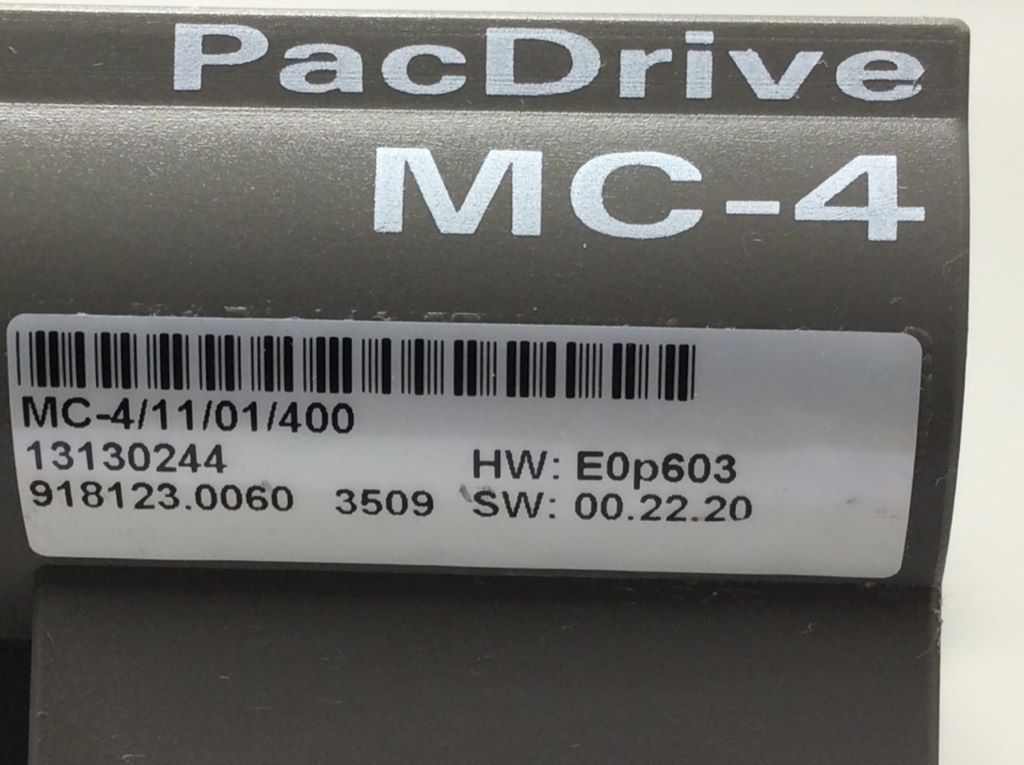 PacDrive
MC-4
MC-4/11/01/400
13130244 HW: E0p603
918123.0060 3509 SW: 00.22.20